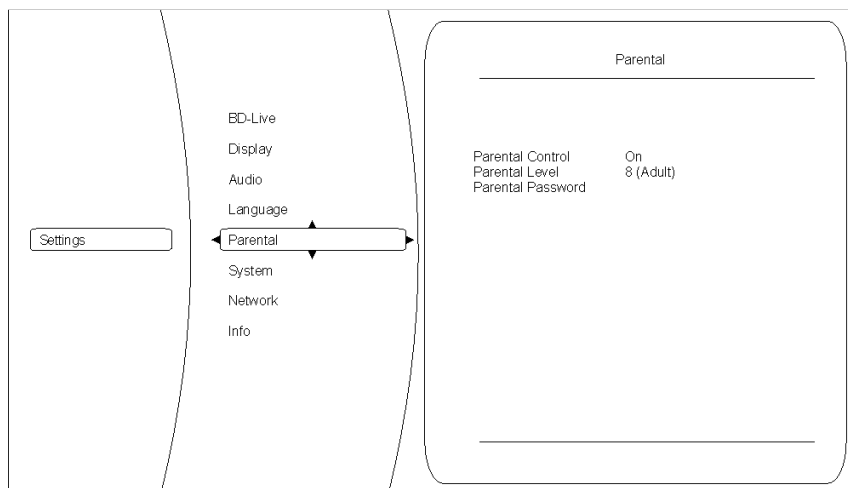 Settings
BD-Live
Display
Audio
Language
Parental
System
Network
Info
Parental
Parental Control On
Parental Level 8 (Adult)
Parental Password